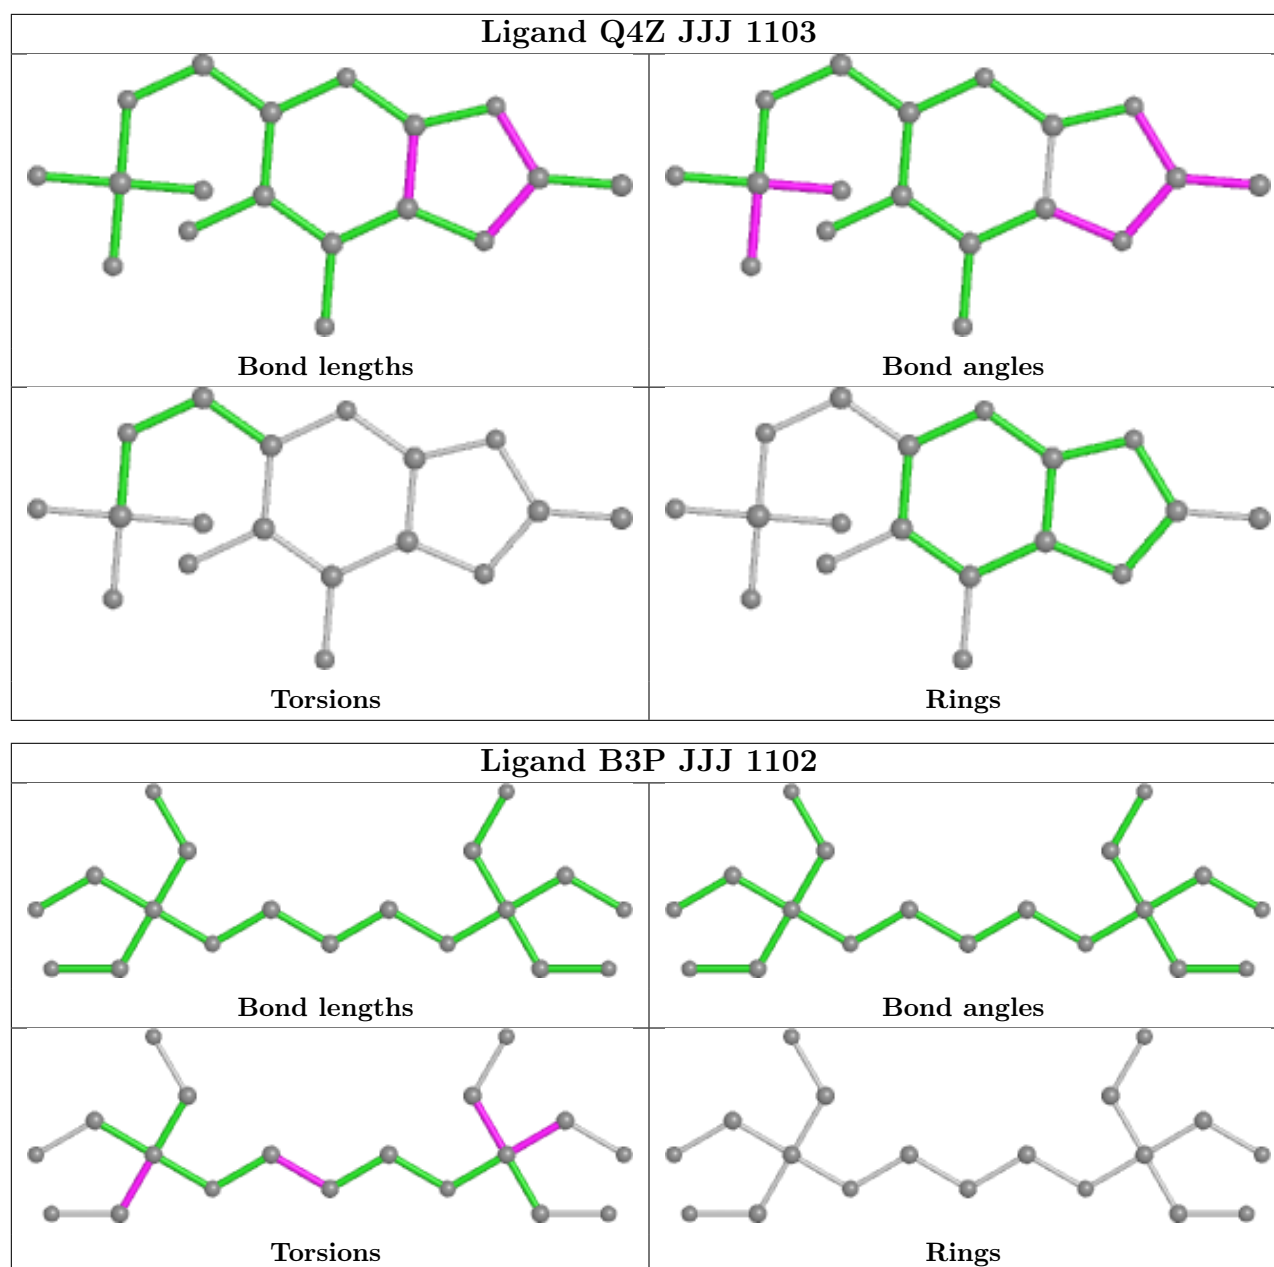 Ligand Q4Z JJJ 1103
Bond lengths
Bond angles
Torsions
Rings
Ligand B3P JJJ 1102
Bond lengths
Bond angles
Torsions
Rings